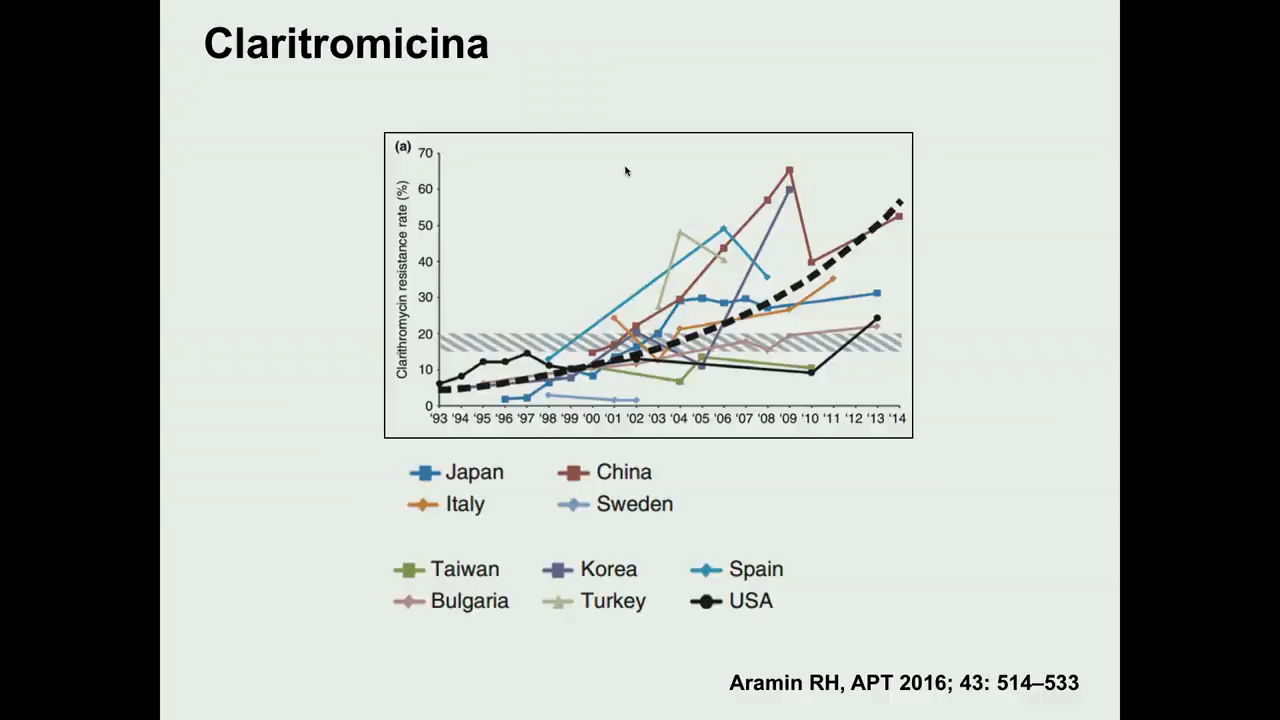 Claritromicina
(a)
Clarithromycin resistance rate (%)
70
60
50
40
30
20
10
0
'93 '94 '95 '96 '97 '98 '99 '00 '01 '02 '03 '04 '05 '06 '07 '08 '09 '10 '11 '12 '13 '14
Japan China
Italy Sweden
Taiwan Korea Spain
Bulgaria Turkey USA
Aramin RH, APT 2016; 43: 514–533